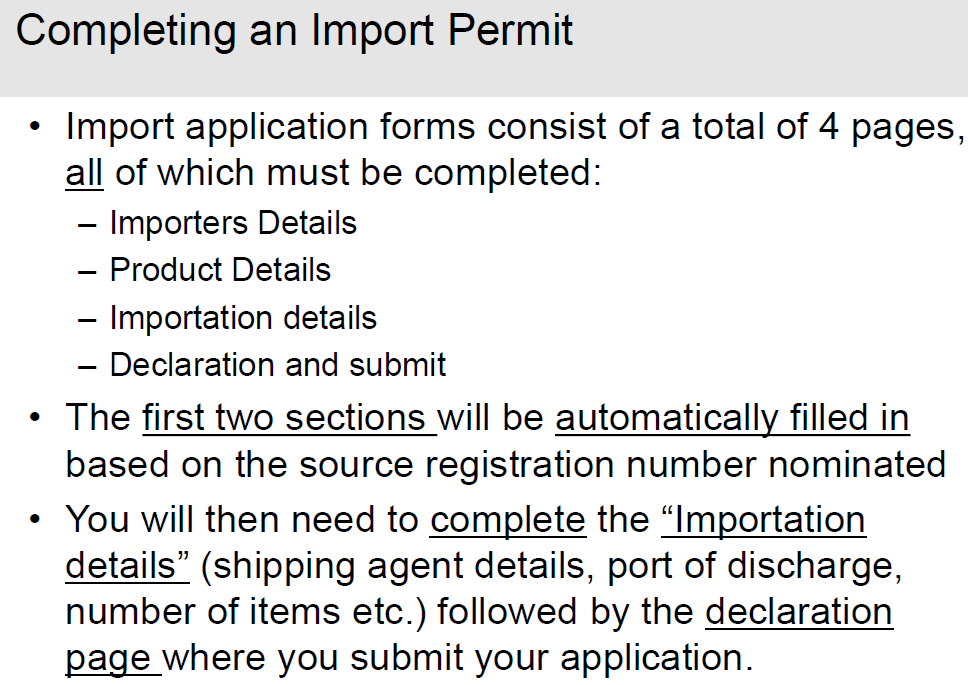 Completing an Import Permit
• Import application forms consist of a total of 4 pages,
all of which must be completed:
– Importers Details
– Product Details
– Importation details
– Declaration and submit
• The first two sections will be automatically filled in
based on the source registration number nominated
• You will then need to complete the “Importation
details” (shipping agent details, port of discharge,
number of items etc.) followed by the declaration
page where you submit your application.